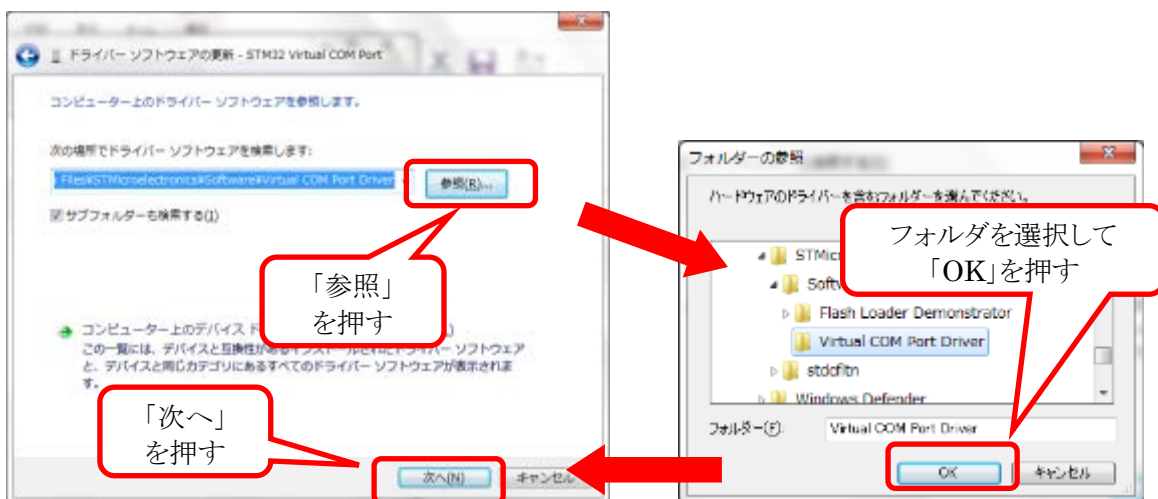 ドライバー ソフトウェアの更新 - STM32 Virtual COM Port
コンピューター上のドライバー ソフトウェアを参照します。
次の場所でドライバー ソフトウェアを検索します:
Files¥STMicroelectronics¥Software¥Virtual COM Port Driver
参照(R)...
サブフォルダーも検索する(I)
「参照」
を押す
コンピューター上のデバイス ド
この一覧には、デバイスと互換性があるインストールされたドライバー ソフトウェア
と、デバイスと同じカテゴリにあるすべてのドライバー ソフトウェアが表示されま
す。
「次へ」
を押す
次へ(N)
キャンセル
フォルダーの参照
ハードウェアのドライバーを含むフォルダーを選んでください。
フォルダを選択して
「OK」を押す
STMic
Softw
Flash Loader Demonstrator
Virtual COM Port Driver
stdcfltn
Windows Defender
フォルダー(F):
Virtual COM Port Driver
OK
キャンセル